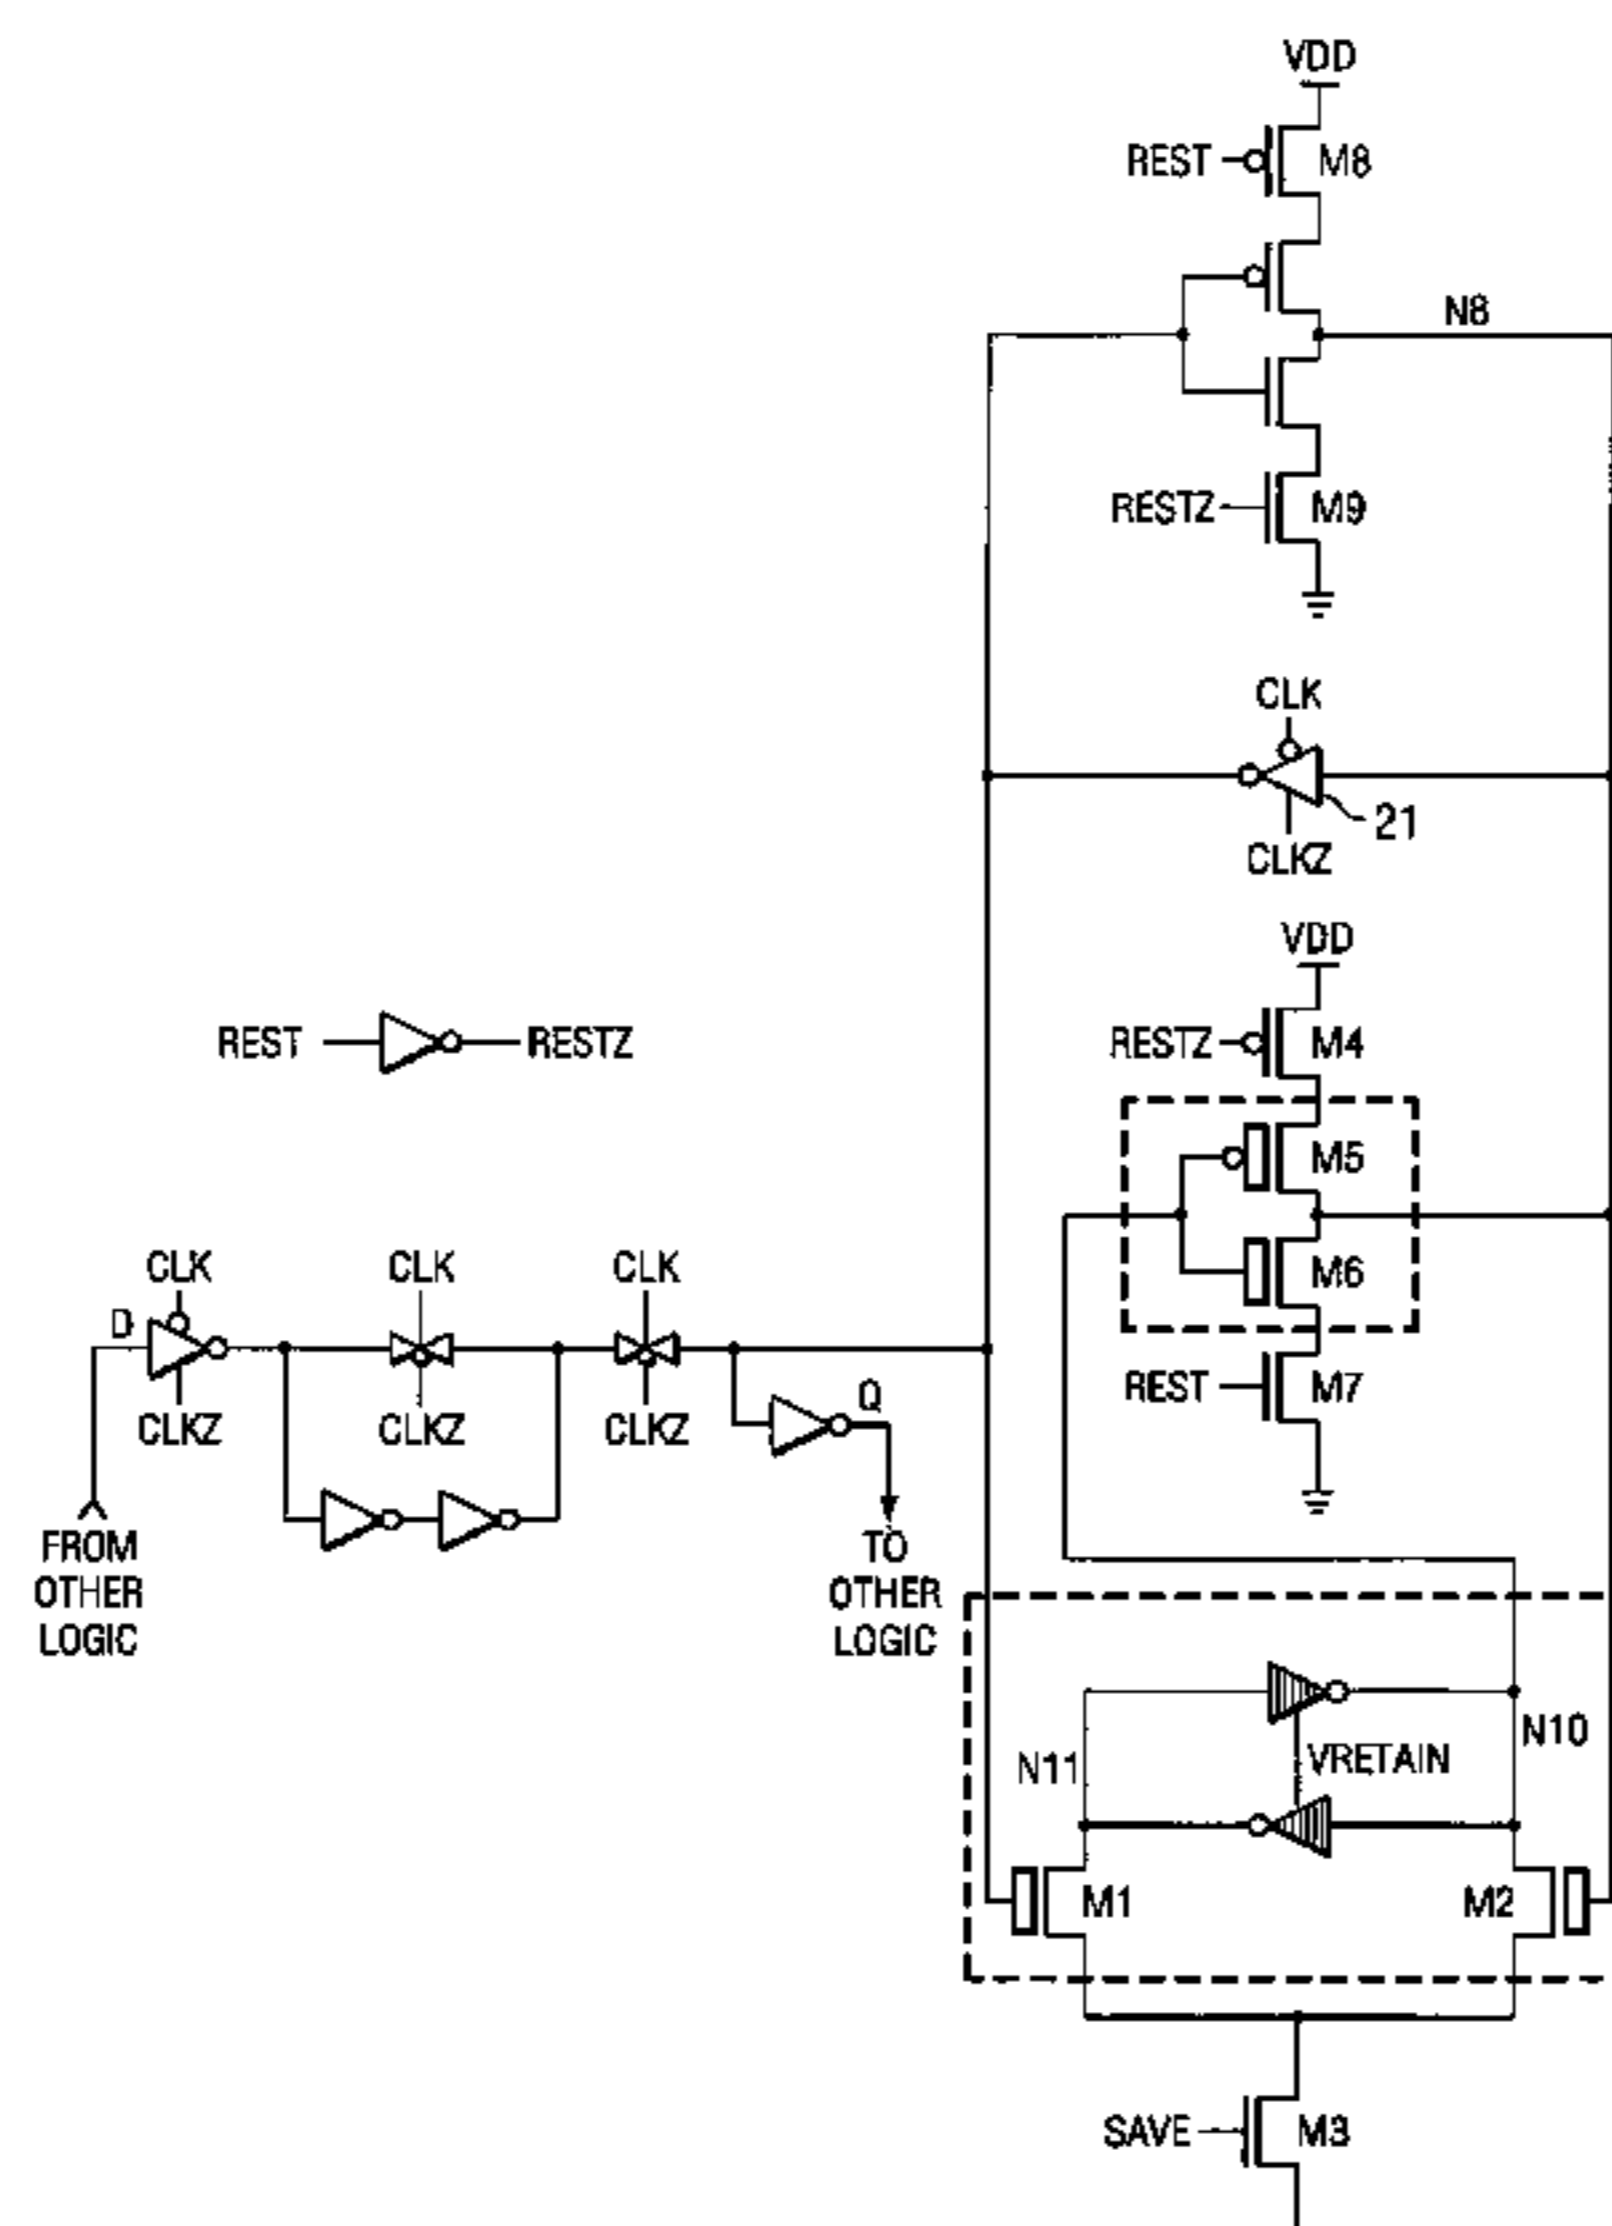 VDD
REST
M8
N8
RESTZ
M9
CLK
21
CLKZ
VDD
REST
RESTZ
RESTZ
M4
M5
CLK
CLK
CLK
D
M6
CLKZ
CLKZ
CLKZ
Q
REST
M7
FROM
OTHER
LOGIC
TO
OTHER
LOGIC
N11
VRETAIN
N10
M1
M2
SAVE
M3